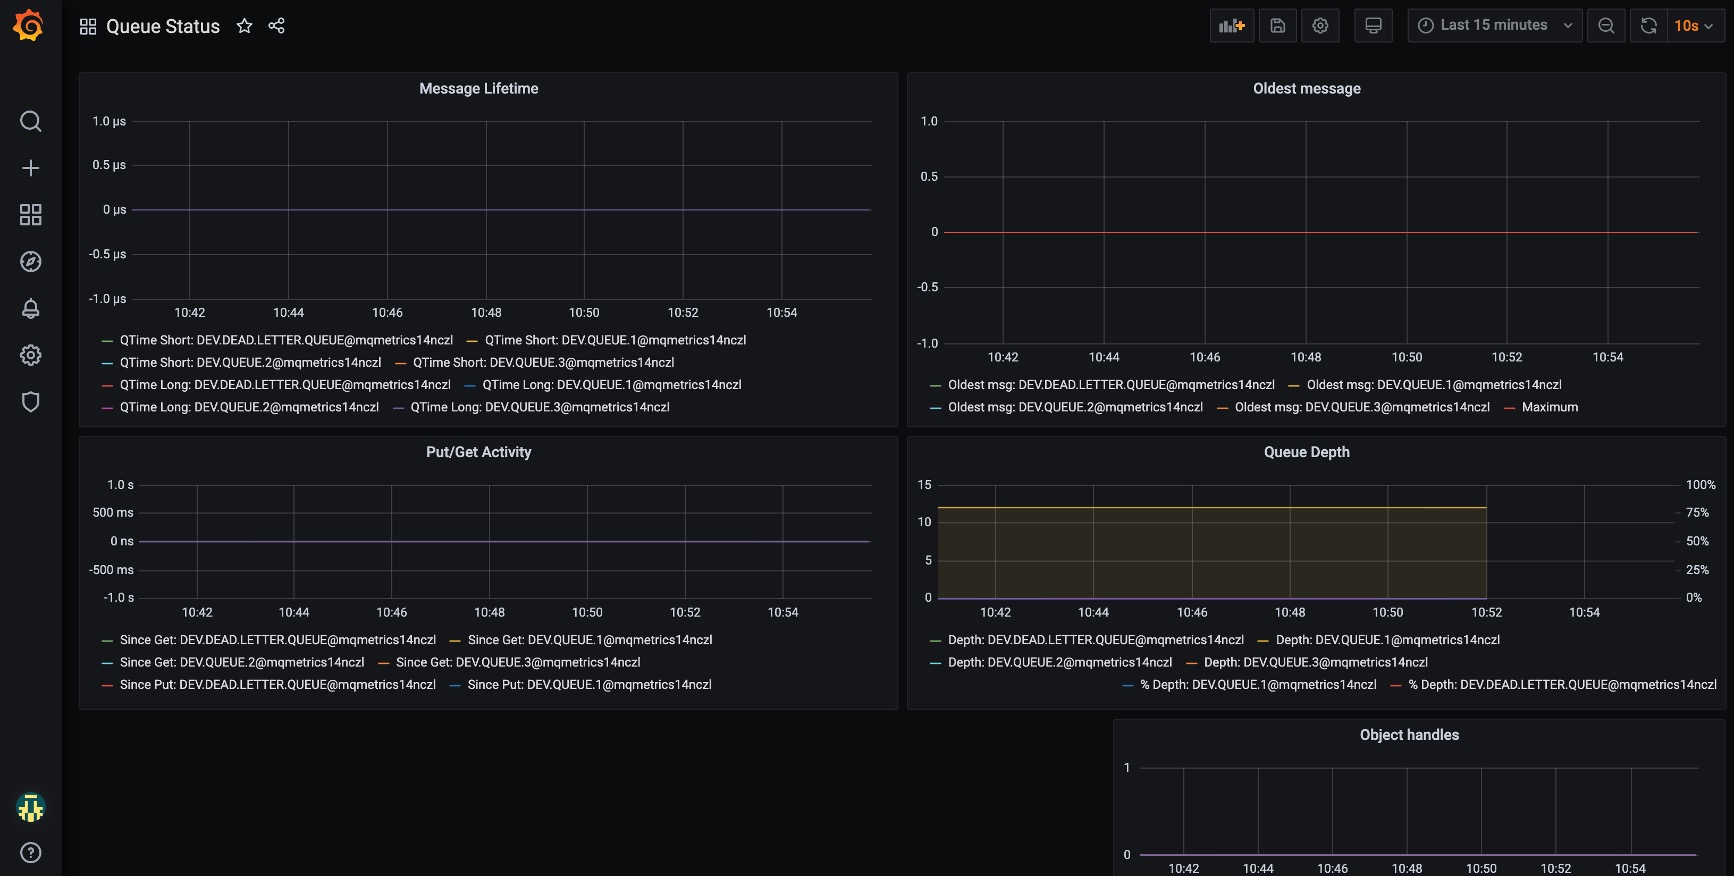 Queue Status
Last 15 minutes
10s
Message Lifetime
1.0 µs
0.5 µs
0 µs
-0.5 µs
-1.0 µs
10:42 10:44 10:46 10:48 10:50 10:52 10:54
QTime Short: DEV.DEAD.LETTER.QUEUE@mqmetrics14nczl QTime Short: DEV.QUEUE.1@mqmetrics14nczl
QTime Short: DEV.QUEUE.2@mqmetrics14nczl QTime Short: DEV.QUEUE.3@mqmetrics14nczl
QTime Long: DEV.DEAD.LETTER.QUEUE@mqmetrics14nczl QTime Long: DEV.QUEUE.1@mqmetrics14nczl
QTime Long: DEV.QUEUE.2@mqmetrics14nczl QTime Long: DEV.QUEUE.3@mqmetrics14nczl
Oldest message
1.0
0.5
0
-0.5
-1.0
10:42 10:44 10:46 10:48 10:50 10:52 10:54
Oldest msg: DEV.DEAD.LETTER.QUEUE@mqmetrics14nczl Oldest msg: DEV.QUEUE.1@mqmetrics14nczl
Oldest msg: DEV.QUEUE.2@mqmetrics14nczl Oldest msg: DEV.QUEUE.3@mqmetrics14nczl Maximum
Put/Get Activity
1.0 s
500 ms
0 ns
-500 ms
-1.0 s
10:42 10:44 10:46 10:48 10:50 10:52 10:54
Since Get: DEV.DEAD.LETTER.QUEUE@mqmetrics14nczl Since Get: DEV.QUEUE.1@mqmetrics14nczl
Since Get: DEV.QUEUE.2@mqmetrics14nczl Since Get: DEV.QUEUE.3@mqmetrics14nczl
Since Put: DEV.DEAD.LETTER.QUEUE@mqmetrics14nczl Since Put: DEV.QUEUE.1@mqmetrics14nczl
Queue Depth
15 100%
75%
10
50%
5
25%
0 0%
10:42 10:44 10:46 10:48 10:50 10:52 10:54
Depth: DEV.DEAD.LETTER.QUEUE@mqmetrics14nczl Depth: DEV.QUEUE.1@mqmetrics14nczl
Depth: DEV.QUEUE.2@mqmetrics14nczl Depth: DEV.QUEUE.3@mqmetrics14nczl
% Depth: DEV.QUEUE.1@mqmetrics14nczl % Depth: DEV.DEAD.LETTER.QUEUE@mqmetrics14nczl
Object handles
1
0
10:42 10:44 10:46 10:48 10:50 10:52 10:54